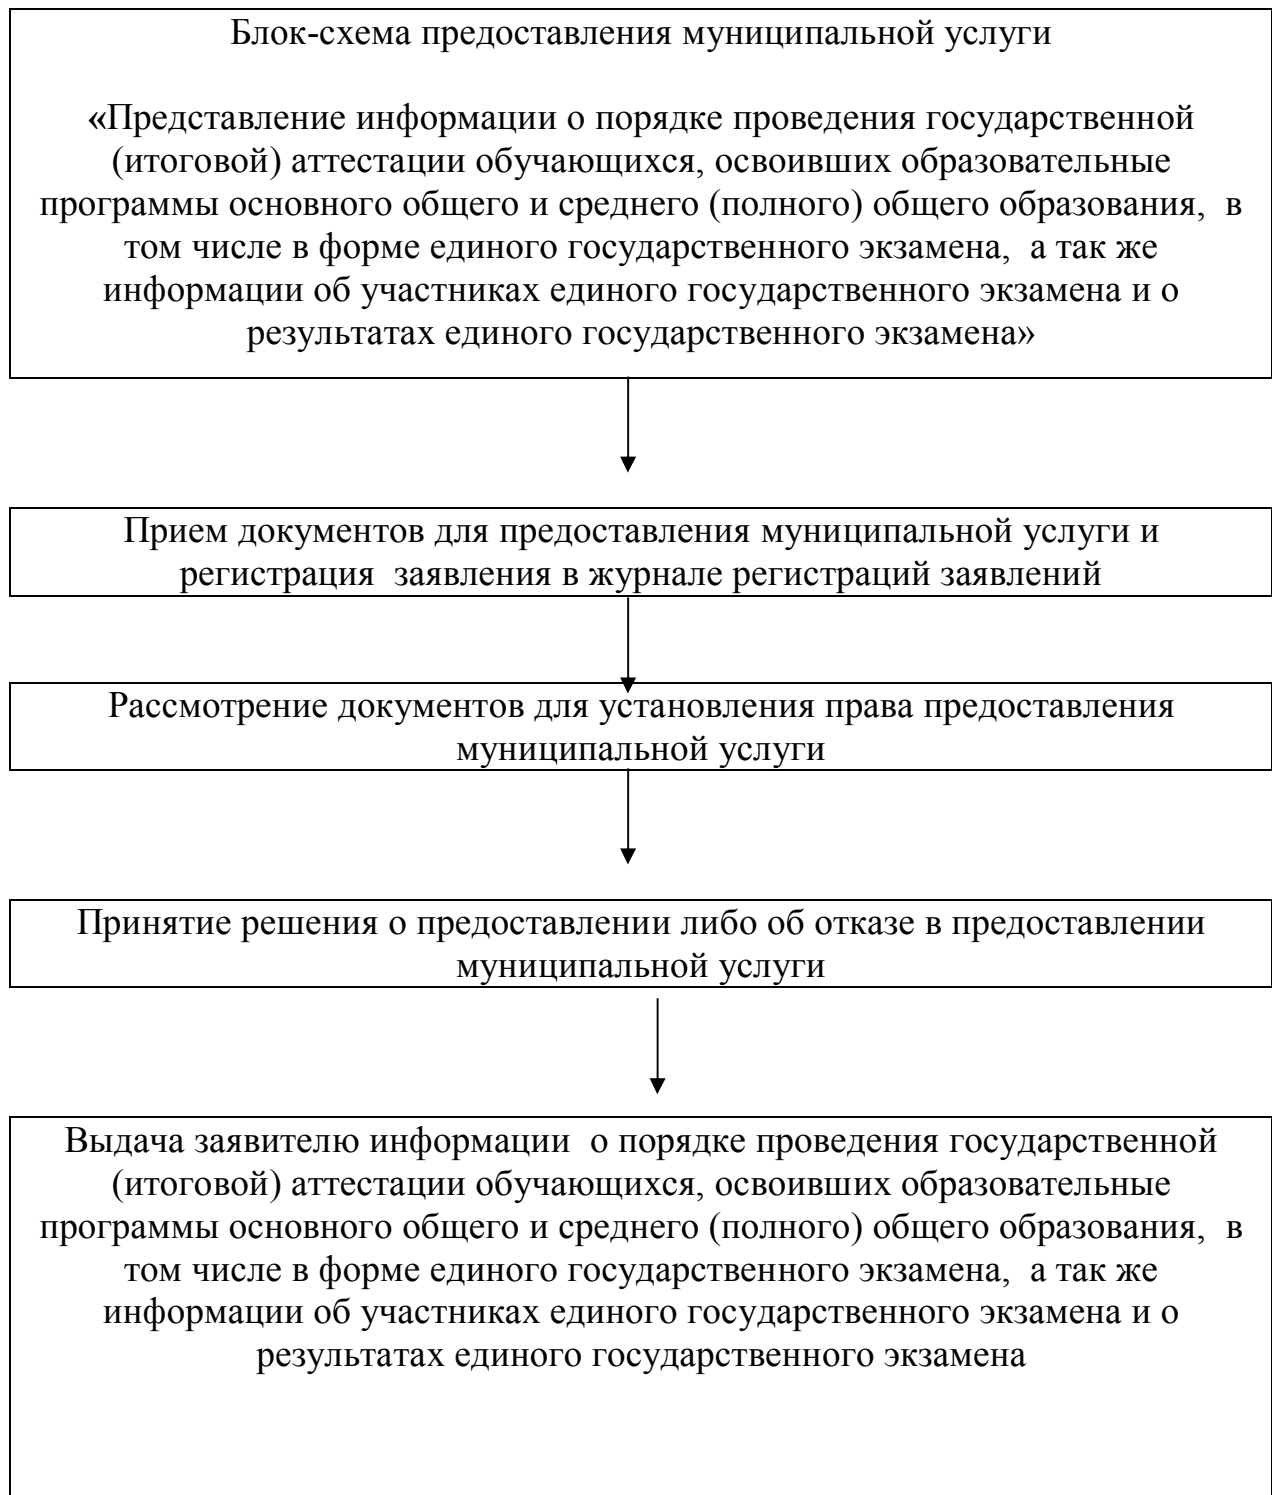 Блок-схема предоставления муниципальной услуги
«Представление информации о порядке проведения государственной
(итоговой) аттестации обучающихся, освоивших образовательные
программы основного общего и среднего (полного) общего образования, в
том числе в форме единого государственного экзамена, а так же
информации об участниках единого государственного экзамена и о
результатах единого государственного экзамена»
Прием документов для предоставления муниципальной услуги и
регистрация заявления в журнале регистраций заявлений
Рассмотрение документов для установления права предоставления
муниципальной услуги
Принятие решения о предоставлении либо об отказе в предоставлении
муниципальной услуги
Выдача заявителю информации о порядке проведения государственной
(итоговой) аттестации обучающихся, освоивших образовательные
программы основного общего и среднего (полного) общего образования, в
том числе в форме единого государственного экзамена, а так же
информации об участниках единого государственного экзамена и о
результатах единого государственного экзамена